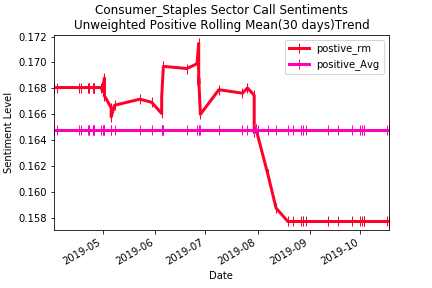 Consumer_Staples Sector Call Sentiments
Unweighted Positive Rolling Mean(30 days)Trend
0.172
0.170
0.168
0.166
0.164
0.162
0.160
0.158
Sentiment Level
postive_rm
positive_Avg
2019-05
2019-06
2019-07
2019-08
2019-09
2019-10
Date